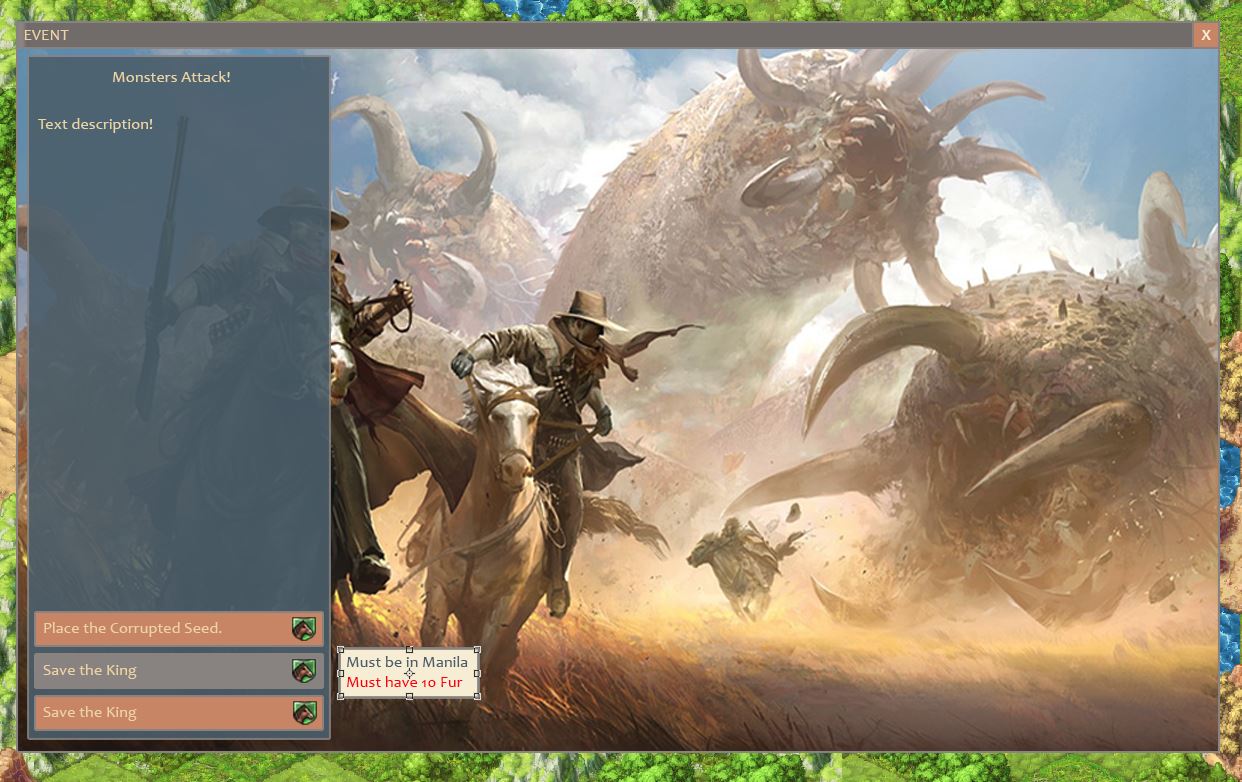 EVENT
X
Monsters Attack!
Text description!
Place the Corrupted Seed.
Save the King
Must be in Manila
Must have 10 Fur
Save the King